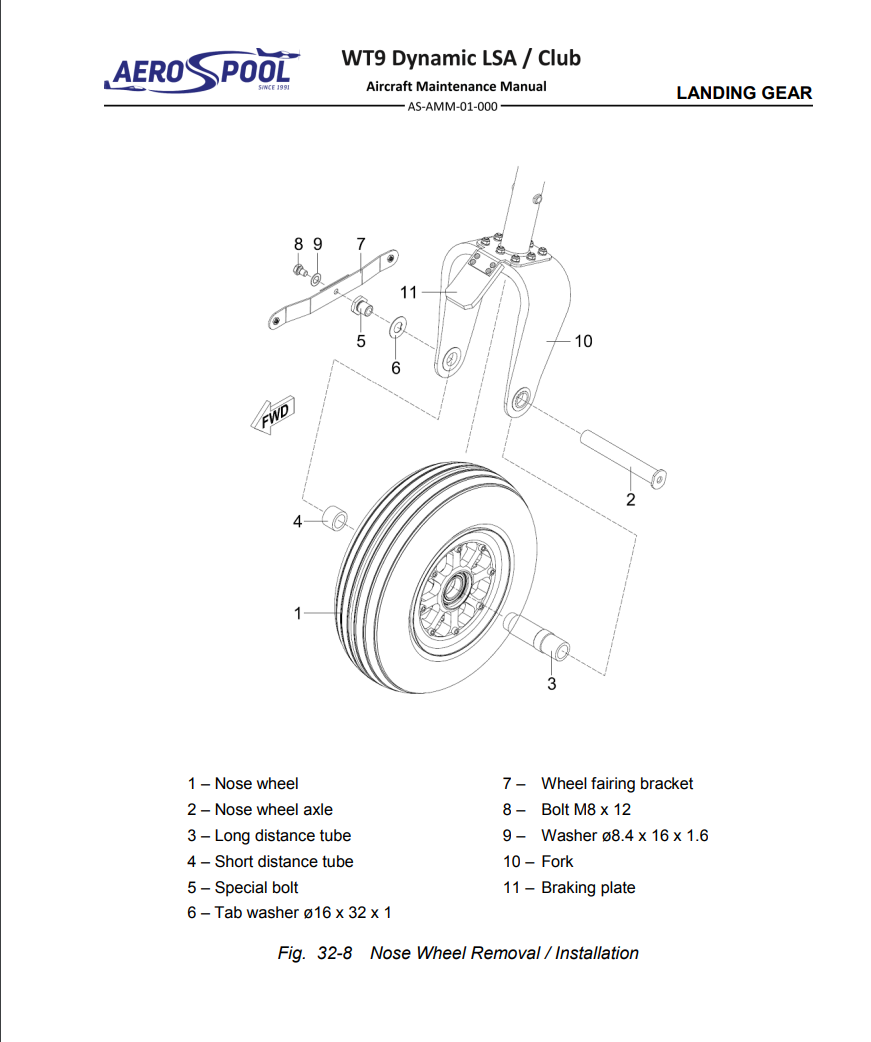 AEROSPOOL
SINCE 1991
WT9 Dynamic LSA / Club
Aircraft Maintenance Manual
AS-AMM-01-000
LANDING GEAR
8 9 7
11
5
10
6
FWD
2
4
1
3
1 – Nose wheel
2 – Nose wheel axle
3 – Long distance tube
4 – Short distance tube
5 – Special bolt
6 – Tab washer ø16 x 32 x 1
7 – Wheel fairing bracket
8 – Bolt M8 x 12
9 – Washer ø8.4 x 16 x 1.6
10 – Fork
11 – Braking plate
Fig. 32-8 Nose Wheel Removal / Installation